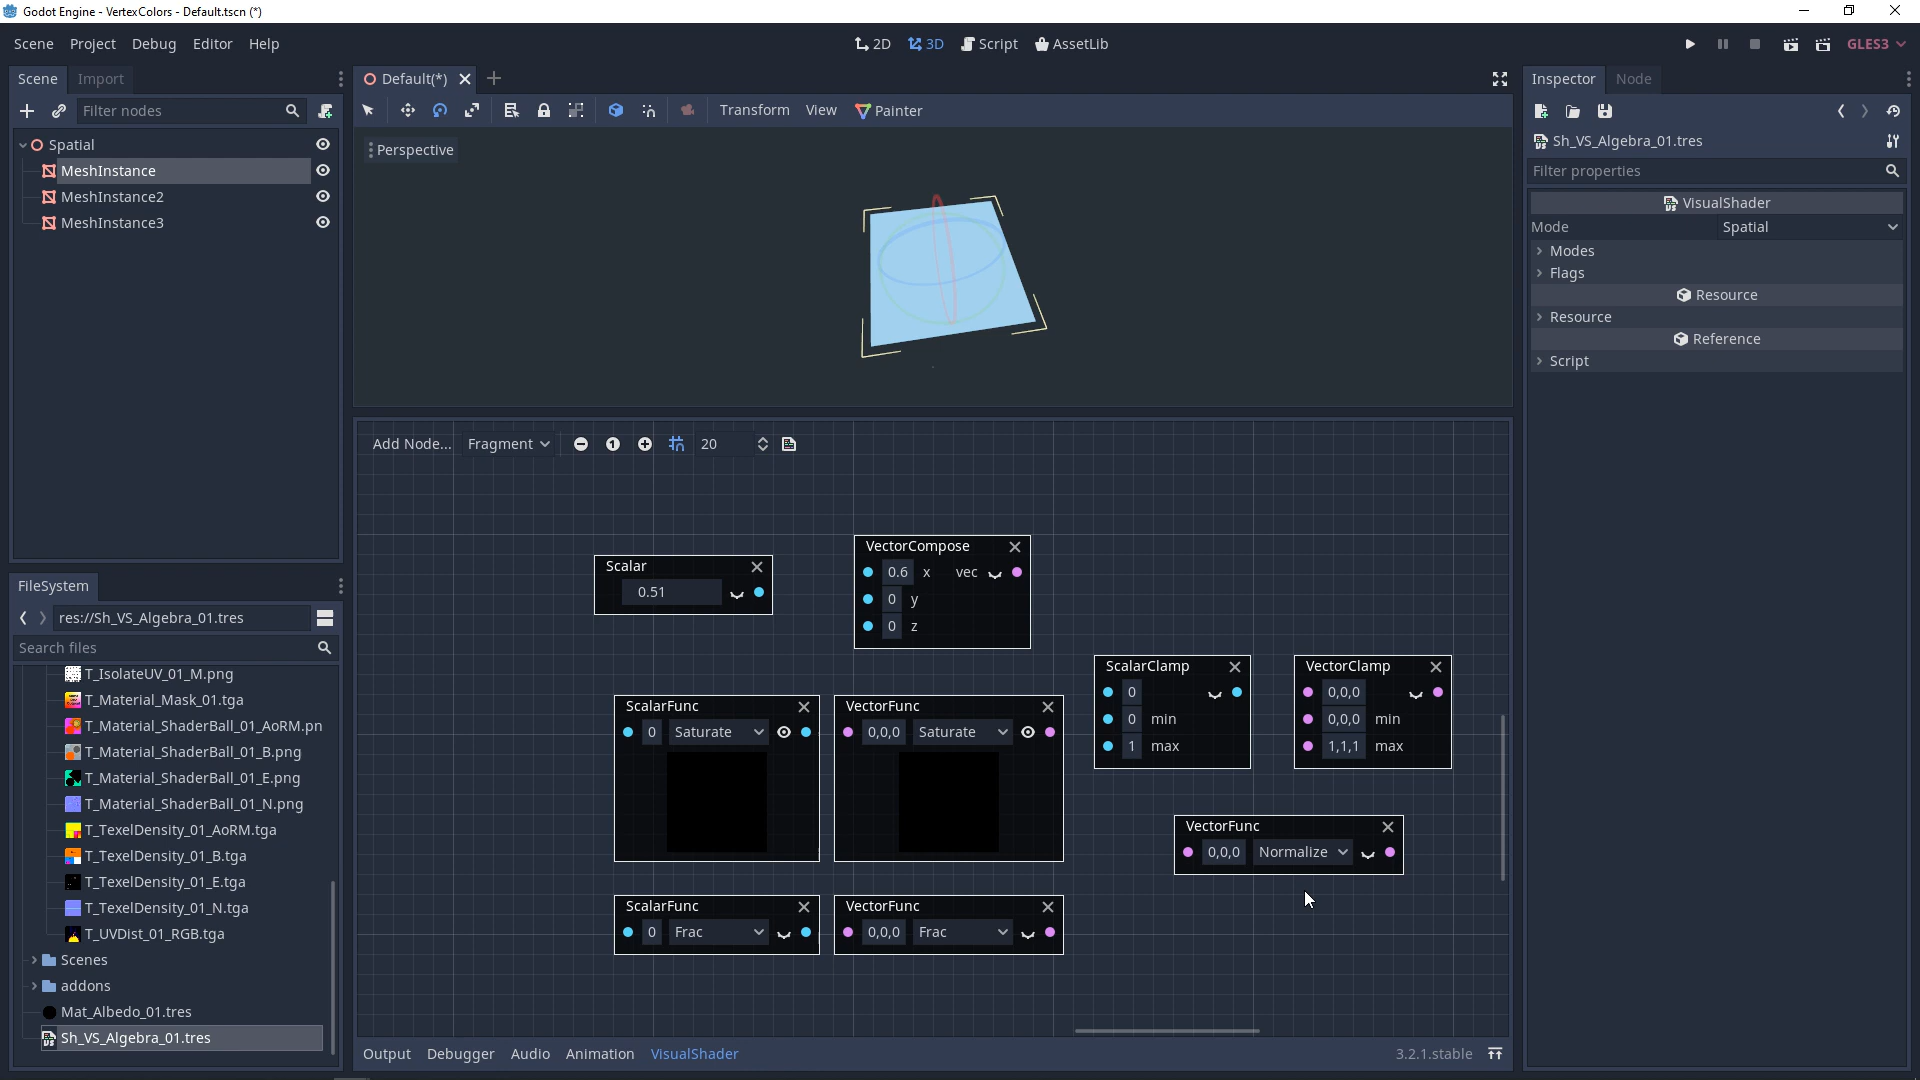 Godot Engine - VertexColors - Default.tscn (*)
Scene Project Debug Editor Help
2D 3D Script AssetLib
GLES3
Scene Import
Filter nodes
Spatial
MeshInstance
MeshInstance2
MeshInstance3
FileSystem
res://Sh_VS_Algebra_01.tres
Search files
T_IsolateUV_01_M.png
T_Material_Mask_01.tga
T_Material_ShaderBall_01_AoRM.pn
T_Material_ShaderBall_01_B.png
T_Material_ShaderBall_01_E.png
T_Material_ShaderBall_01_N.png
T_TexelDensity_01_AoRM.tga
T_TexelDensity_01_B.tga
T_TexelDensity_01_E.tga
T_TexelDensity_01_N.tga
T_UVDist_01_RGB.tga
Scenes
addons
Mat_Albedo_01.tres
Sh_VS_Algebra_01.tres
Default(*)
Transform View Painter
Perspective
Add Node... Fragment 1 20
Scalar
0.51
VectorCompose
0.6 x vec
0 y
0 z
ScalarClamp
0
0 min
1 max
VectorClamp
0,0,0
0,0,0 min
1,1,1 max
ScalarFunc
0 Saturate
VectorFunc
0,0,0 Saturate
VectorFunc
0,0,0 Normalize
ScalarFunc
0 Frac
VectorFunc
0,0,0 Frac
Output Debugger Audio Animation VisualShader
3.2.1.stable
Inspector Node
Sh_VS_Algebra_01.tres
Filter properties
VisualShader
Mode Spatial
Modes
Flags
Resource
Resource
Reference
Script